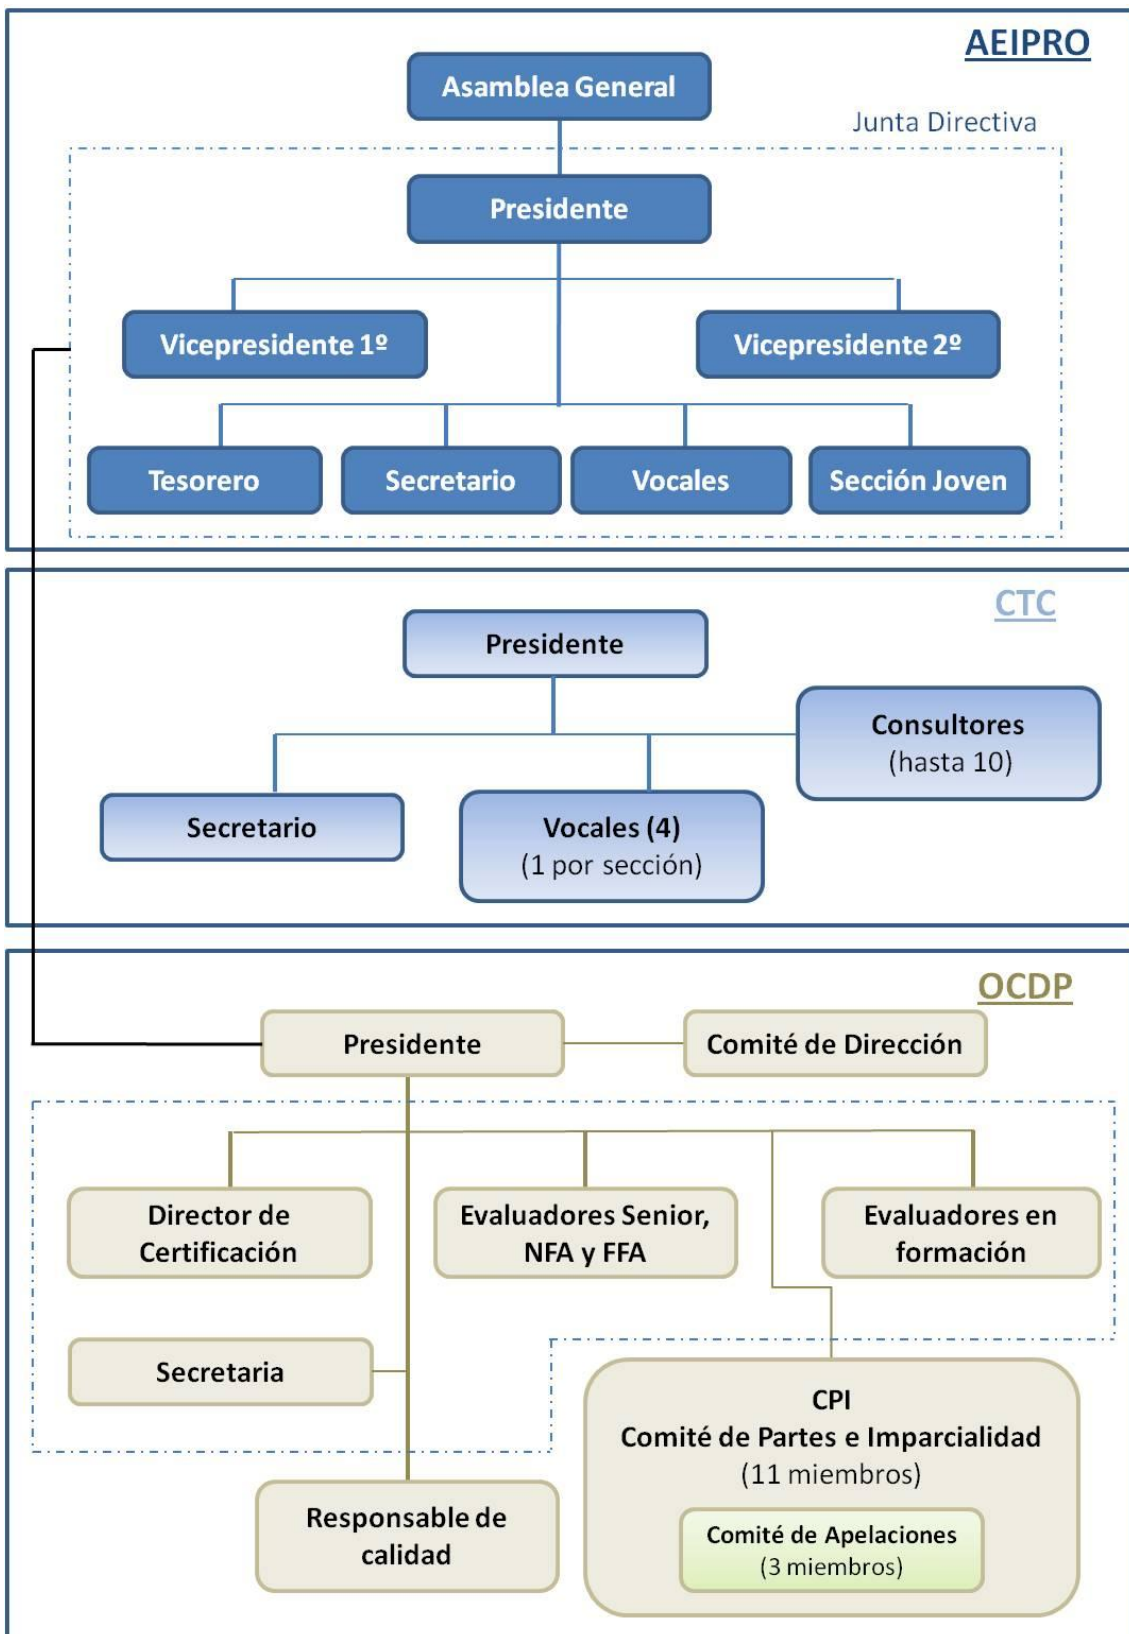 AEIPRO
Asamblea General
Junta Directiva
Presidente
Vicepresidente 1º
Vicepresidente 2º
Tesorero
Secretario
Vocales
Sección Joven
CTC
Presidente
Consultores
(hasta 10)
Secretario
Vocales (4)
(1 por sección)
OCDP
Presidente
Comité de Dirección
Director de
Certificación
Evaluadores Senior,
NFA y FFA
Evaluadores en
formación
Secretaria
CPI
Comité de Partes e Imparcialidad
(11 miembros)
Responsable de
calidad
Comité de Apelaciones
(3 miembros)